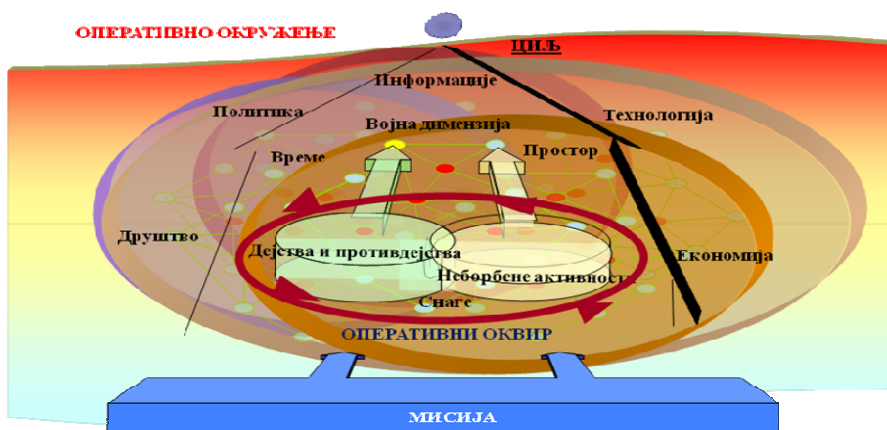 ОПЕРАТИВНО ОКРУЖЕЊЕ
ЦИЉ
Информације
Политика
Технологија
Војна димензија
Време
Простор
Друштво
Дејства и противдејства
Економија
Неборбене активност
Снаге
ОПЕРАТИВНИ ОКВИР
МИСИЈА